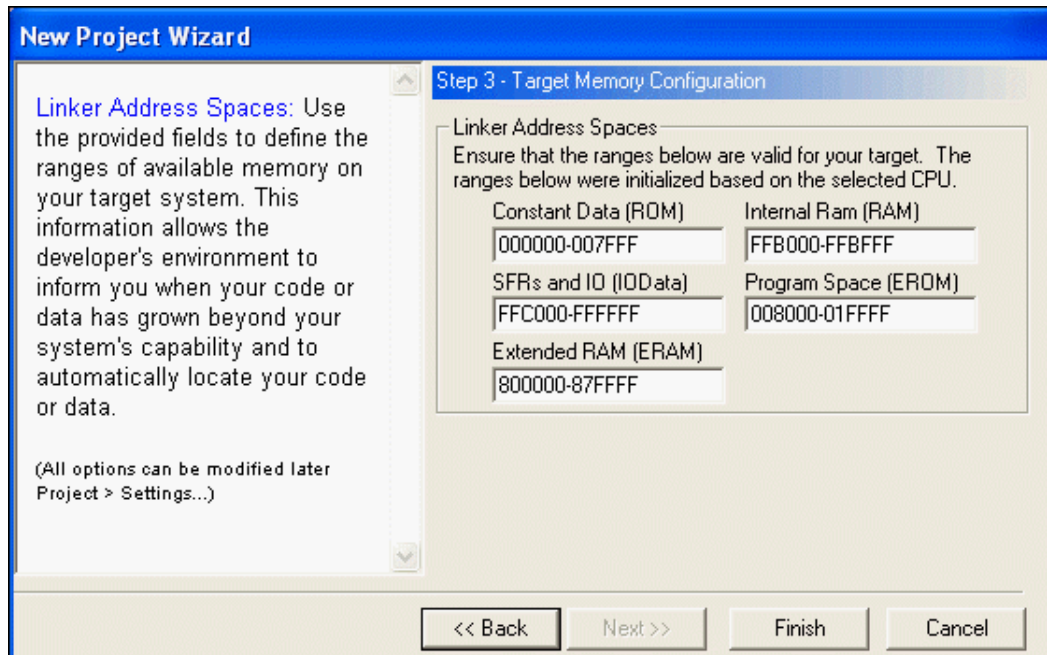 New Project Wizard
Linker Address Spaces: Use
the provided fields to define the
ranges of available memory on
your target system. This
information allows the
developer's environment to
inform you when your code or
data has grown beyond your
system's capability and to
automatically locate your code
or data.
(All options can be modified later
Project > Settings...)
Step 3 - Target Memory Configuration
Linker Address Spaces
Ensure that the ranges below are valid for your target. The
ranges below were initialized based on the selected CPU.
Constant Data (ROM) Internal Ram (RAM)
000000-007FFF FFB000-FFBFFF
SFRs and IO (IOData) Program Space (EROM)
FFC000-FFFFFF 008000-01FFFF
Extended RAM (ERAM)
800000-87FFFF
<< Back Next >> Finish Cancel